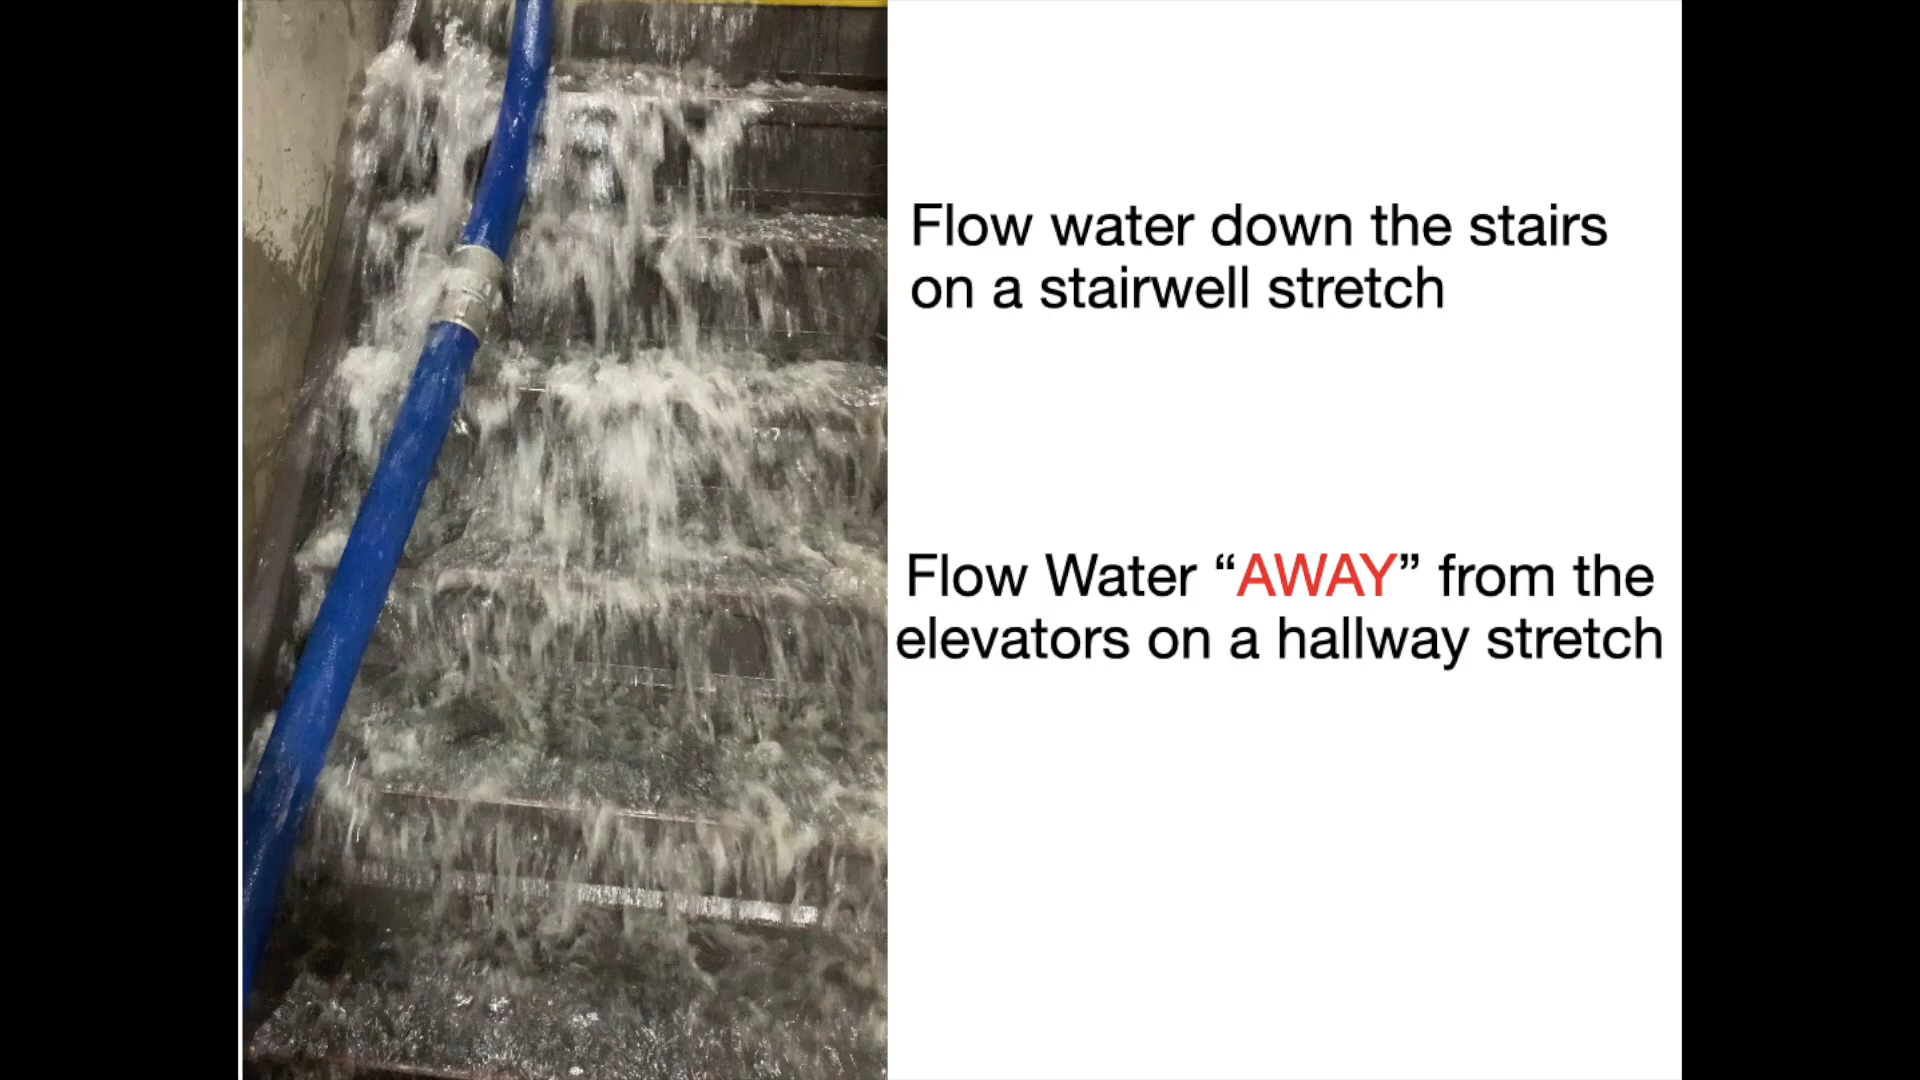 Flow water down the stairs
on a stairwell stretch
Flow Water “AWAY” from the
elevators on a hallway stretch